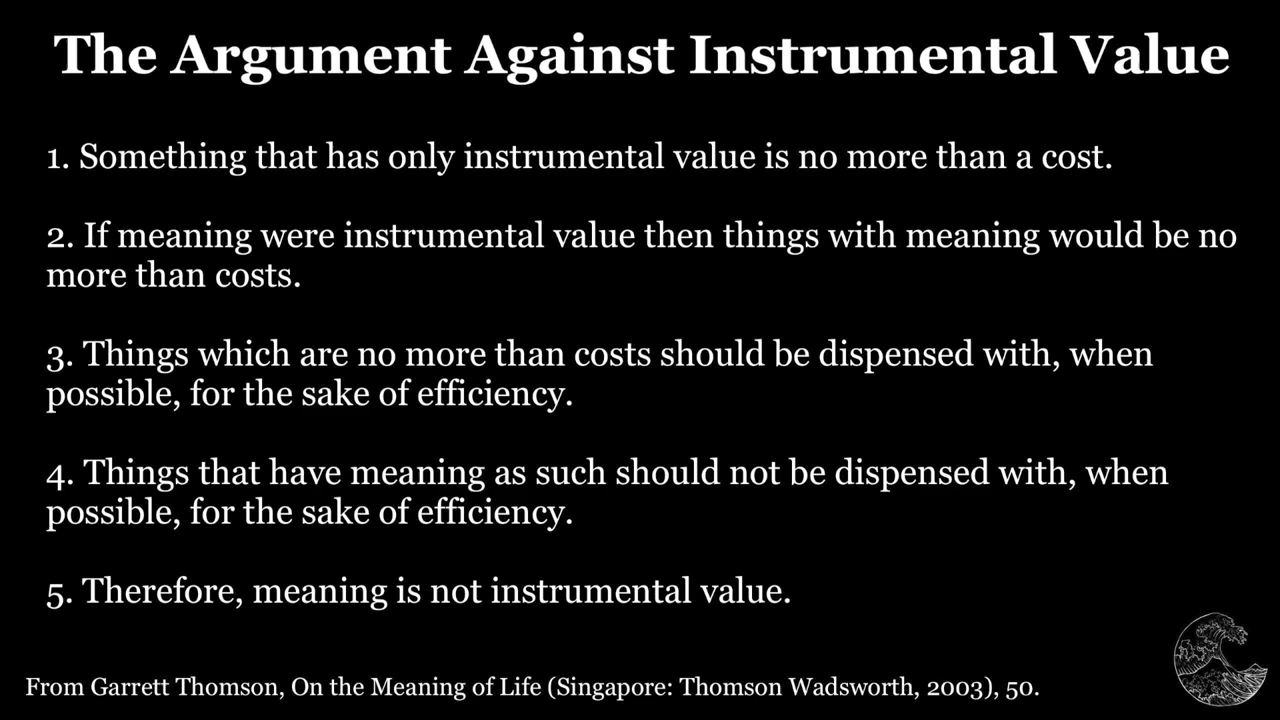 The Argument Against Instrumental Value
1. Something that has only instrumental value is no more than a cost.
2. If meaning were instrumental value then things with meaning would be no
more than costs.
3. Things which are no more than costs should be dispensed with, when
possible, for the sake of efficiency.
4. Things that have meaning as such should not be dispensed with, when
possible, for the sake of efficiency.
5. Therefore, meaning is not instrumental value.
From Garrett Thomson, On the Meaning of Life (Singapore: Thomson Wadsworth, 2003), 50.